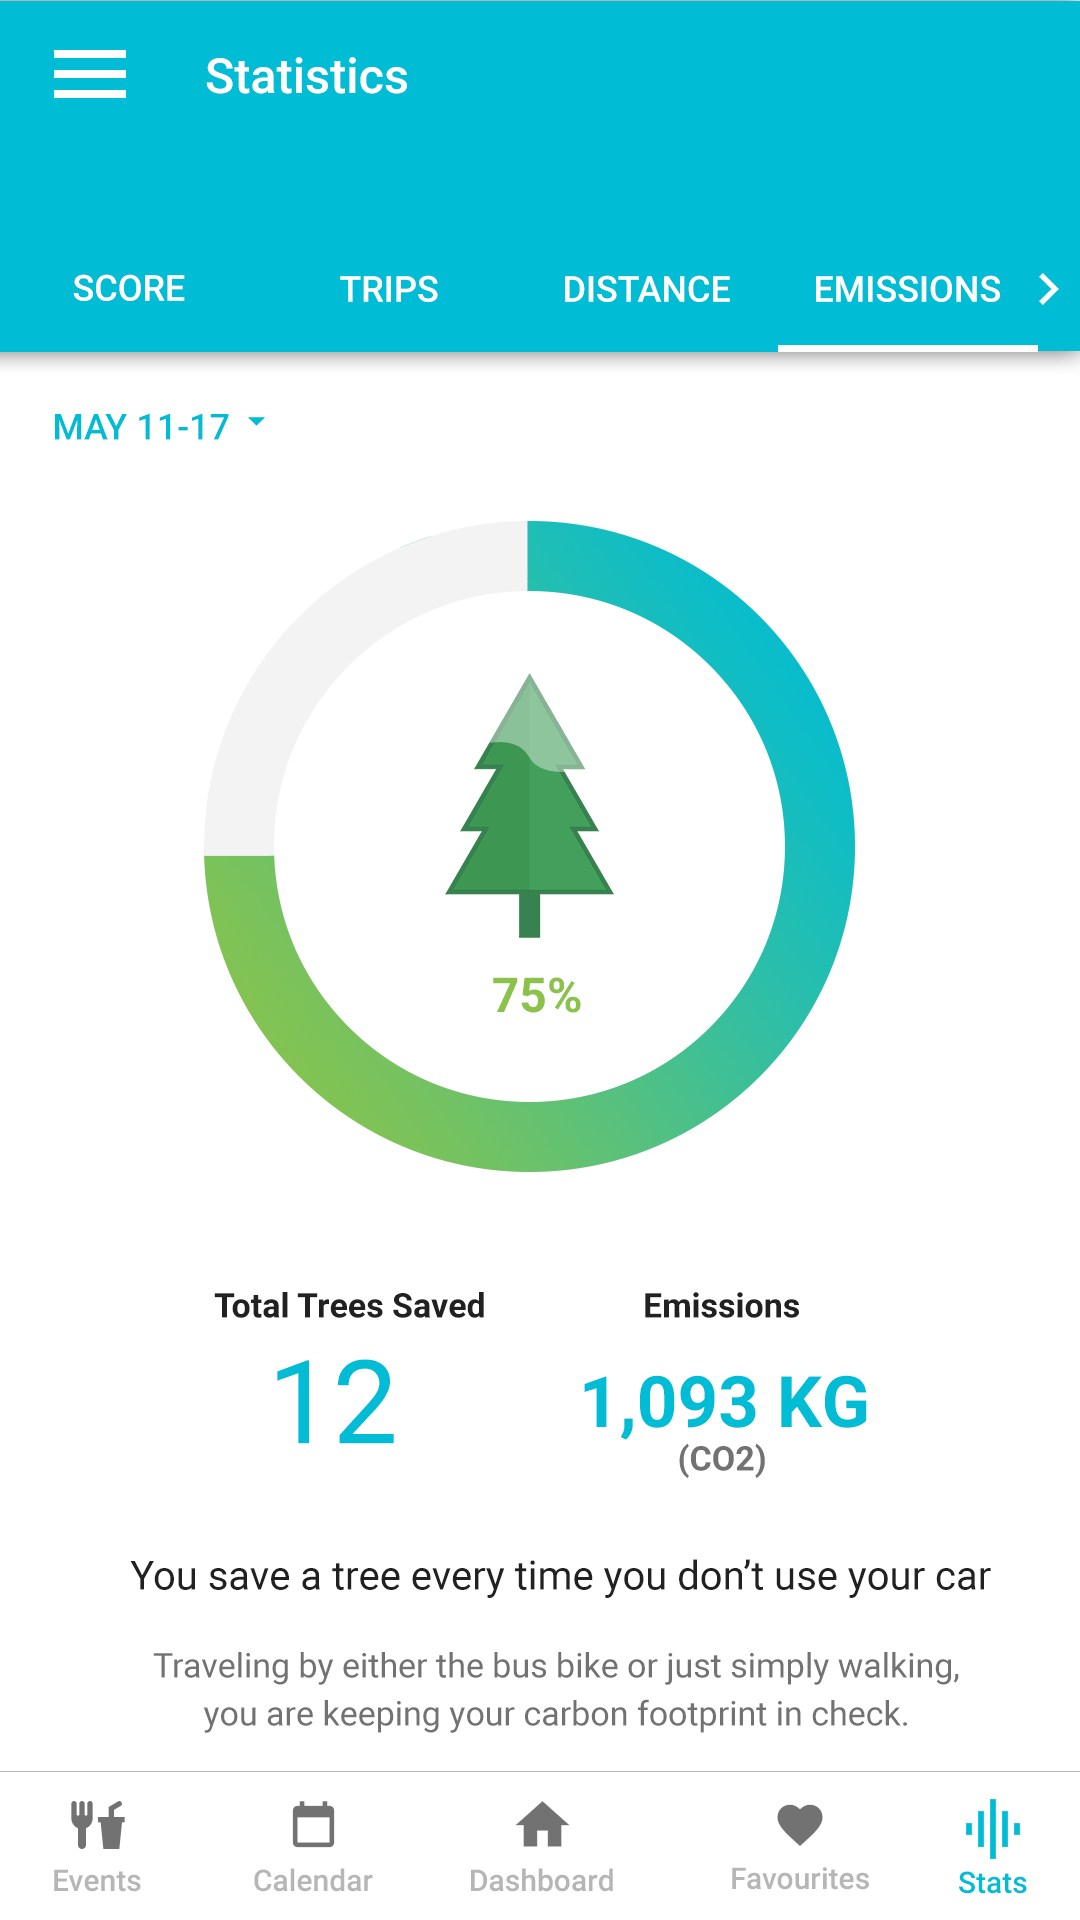 Statistics
SCORE TRIPS DISTANCE EMISSIONS
MAY 11-17
75%
Total Trees Saved Emissions
12 1,093 KG
(CO2)
You save a tree every time you don’t use your car
Traveling by either the bus bike or just simply walking,
you are keeping your carbon footprint in check.
Events Calendar Dashboard Favourites Stats